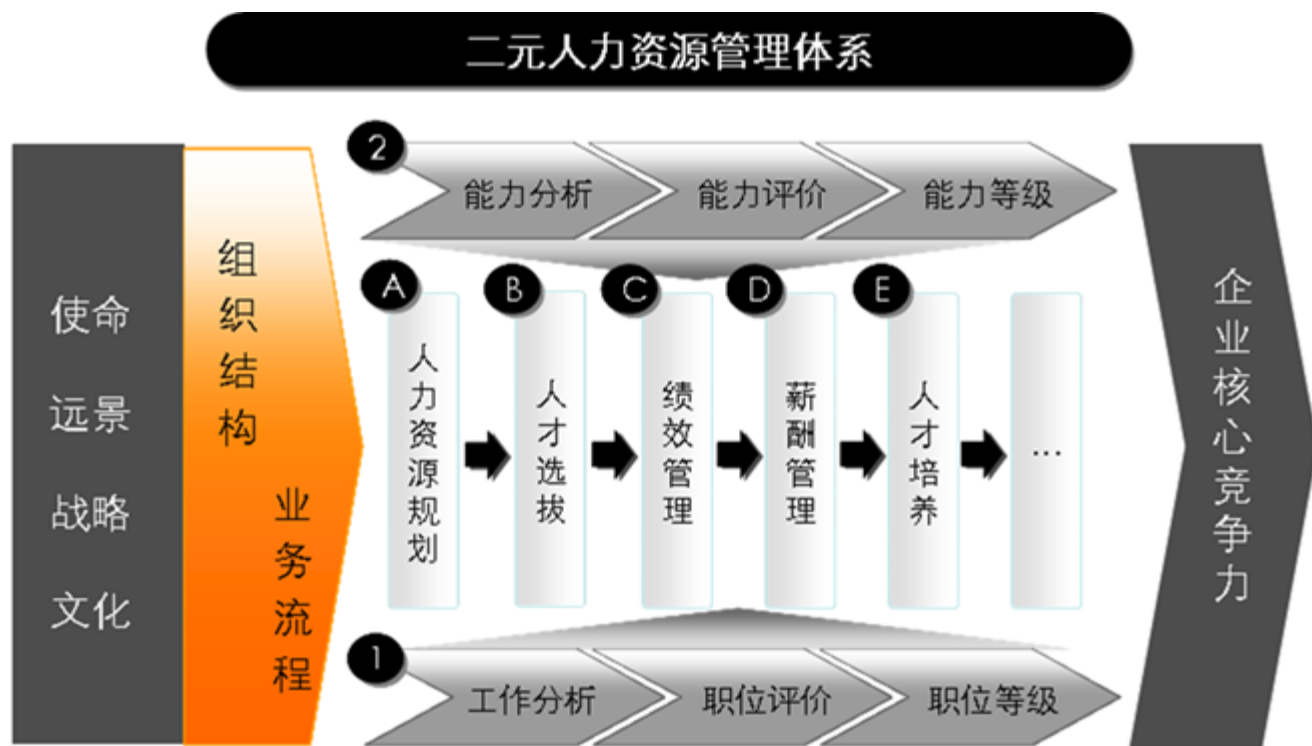 二元人力资源管理体系
使命
远景
战略
文化
组织结构
业务流程
2
能力分析
能力评价
能力等级
A
人力资源规划
B
人才选拔
C
绩效管理
D
薪酬管理
E
人才培养
...
1
工作分析
职位评价
职位等级
企业核心竞争力